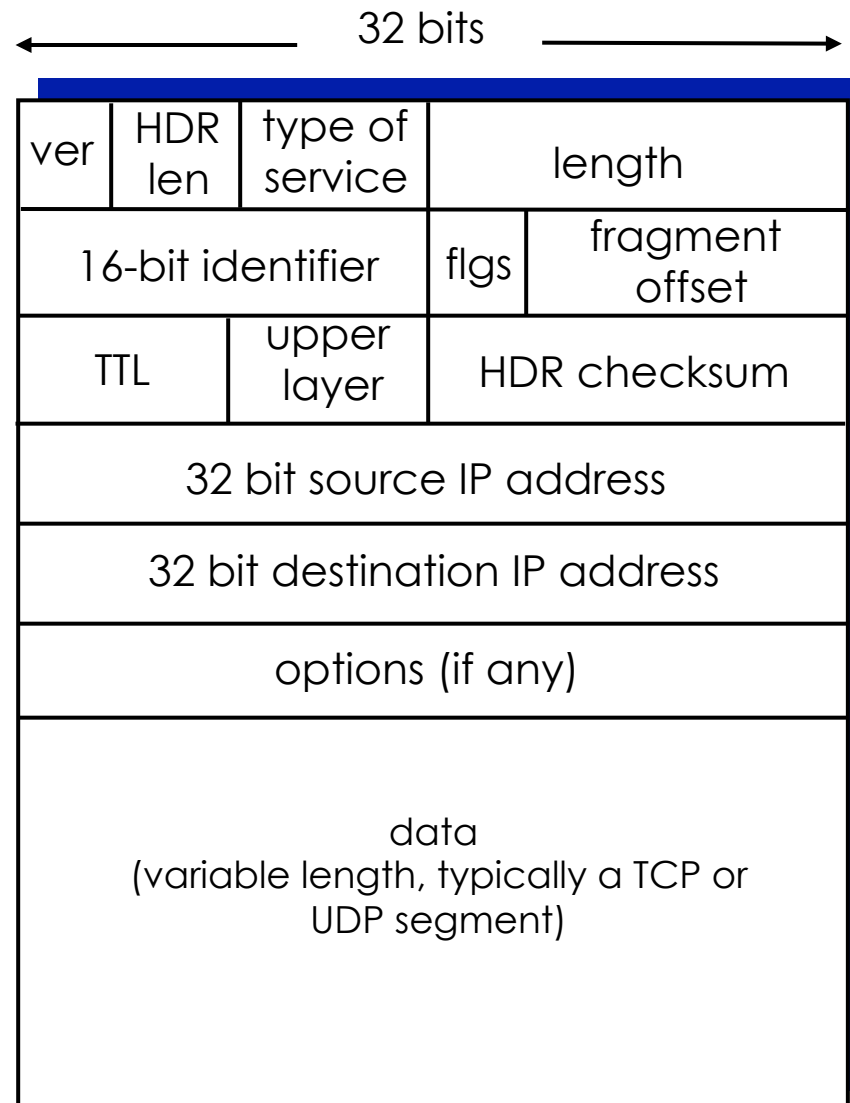 32 bits
ver
HDR
len
type of
service
length
16-bit identifier
flgs
fragment
offset
TTL
upper
layer
HDR checksum
32 bit source IP address
32 bit destination IP address
options (if any)
data
(variable length, typically a TCP or
UDP segment)